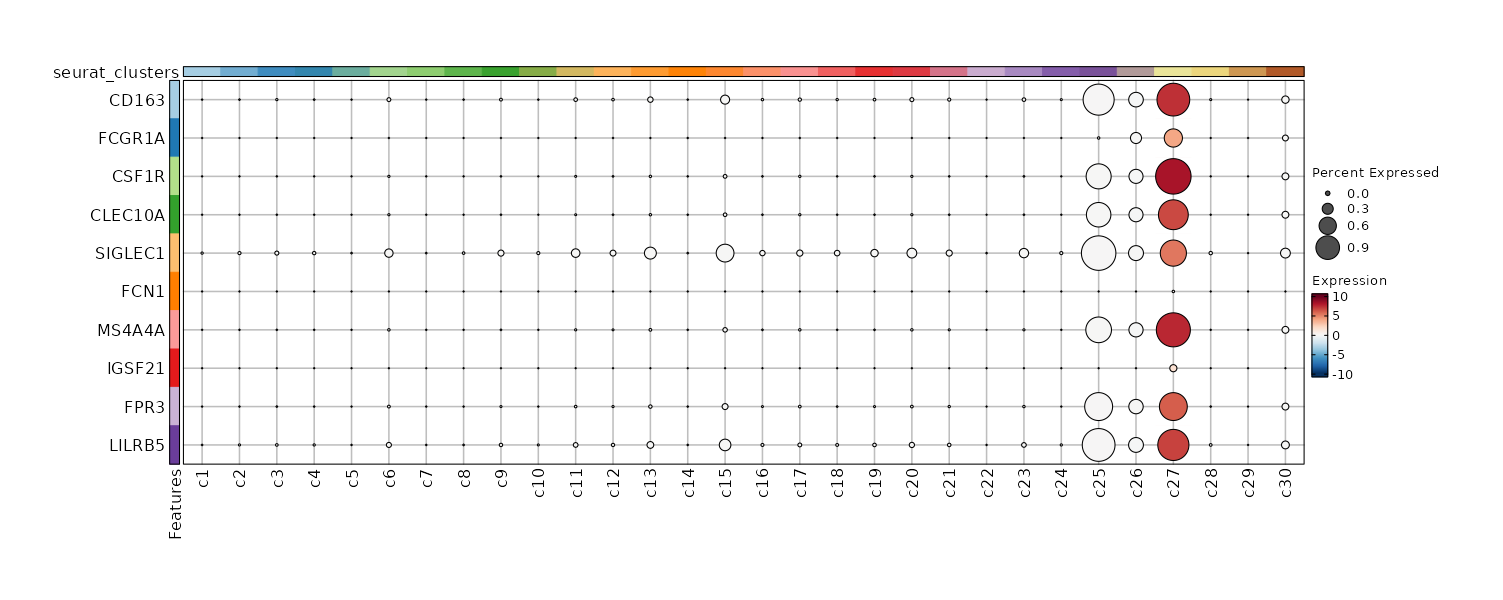 seurat_clusters
CD163
FCGR1A
CSF1R
CLEC10A
SIGLEC1
FCN1
MS4A4A
IGSF21
FPR3
LILRB5
Features
c1
c2
c3
c4
c5
c6
c7
c8
c9
c10
c11
c12
c13
c14
c15
c16
c17
c18
c19
c20
c21
c22
c23
c24
c25
c26
c27
c28
c29
c30
Percent Expressed
0.0
0.3
0.6
0.9
Expression
10
5
0
-5
-10